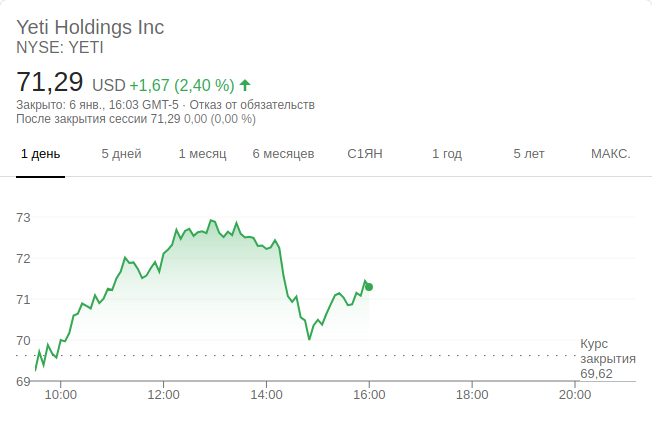 Yeti Holdings Inc
NYSE: YETI
71,29 USD +1,67 (2,40 %)
Закрыто: 6 янв., 16:03 GMT-5 · Отказ от обязательств
После закрытия сессии 71,29 0,00 (0,00 %)
1 день 5 дней 1 месяц 6 месяцев С1ЯН 1 год 5 лет МАКС.
73
72
71
70
Курс
закрытия
69,62
69
10:00 12:00 14:00 16:00 18:00 20:00